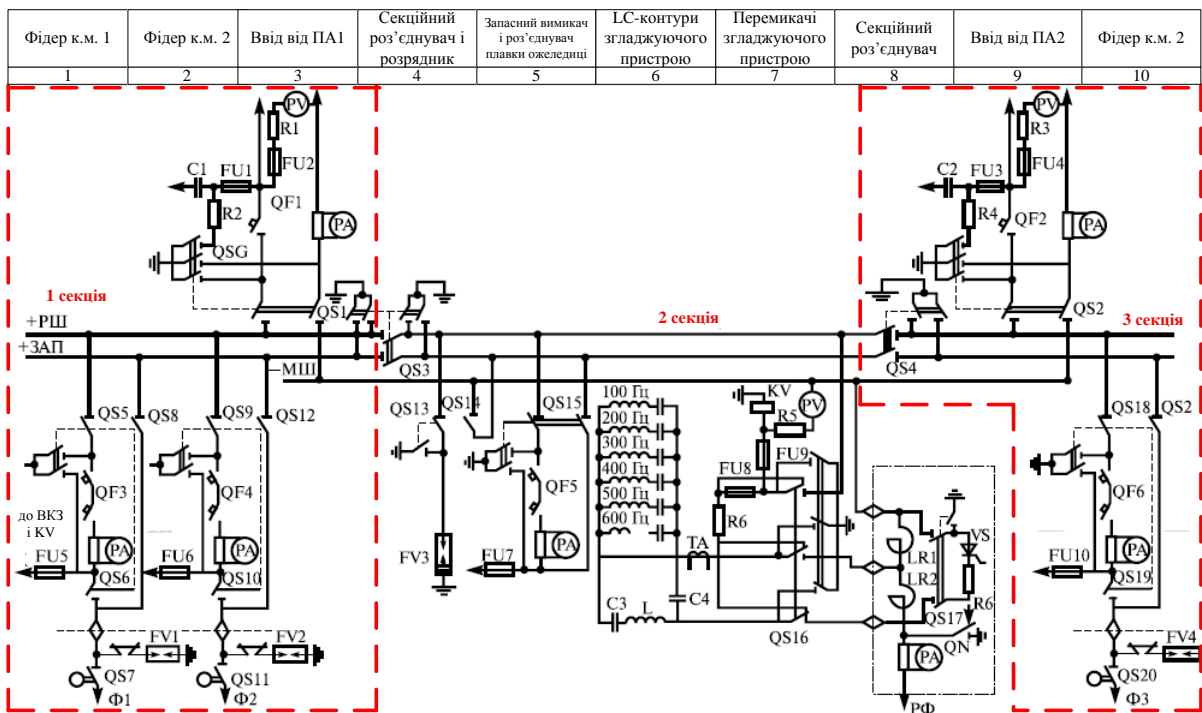 Фідер к.м. 1
Фідер к.м. 2
Ввід від ПА1
Секційний
роз’єднувач і
розрядник
Запасний вимикач
і роз’єднувач
плавки ожеледиці
LC-контури
згладжуючого
пристрою
Перемикачі
згладжуючого
пристрою
Секційний
роз’єднувач
Ввід від ПА2
Фідер к.м. 2
1
2
3
4
5
6
7
8
9
10
PV
R1
FU2
C1
FU1
R2
QF1
PA
QSG
QS1
PV
R3
FU4
C2
FU3
R4
QF2
PA
QS2
1 секція
2 секція
3 секція
+РШ
+ЗАП
−МШ
QS3
QS4
QS5
QS8
QS9
QS12
QS13
QS14
QS15
100 Гц
200 Гц
300 Гц
400 Гц
500 Гц
600 Гц
KV
R5
PV
QS18
QS2
QF3
QF4
QF5
FU8
FU9
R6
QF6
до ВКЗ
і KV
FU5
PA
QS6
FU6
PA
QS10
FV3
FU7
PA
TA
C3
L
C4
QS16
LR1
LR2
VS
R6
QS17
QN
PA
FU10
PA
QS19
FV1
FV2
FV4
QS7
QS11
QS20
Ф1
Ф2
РФ
Ф3